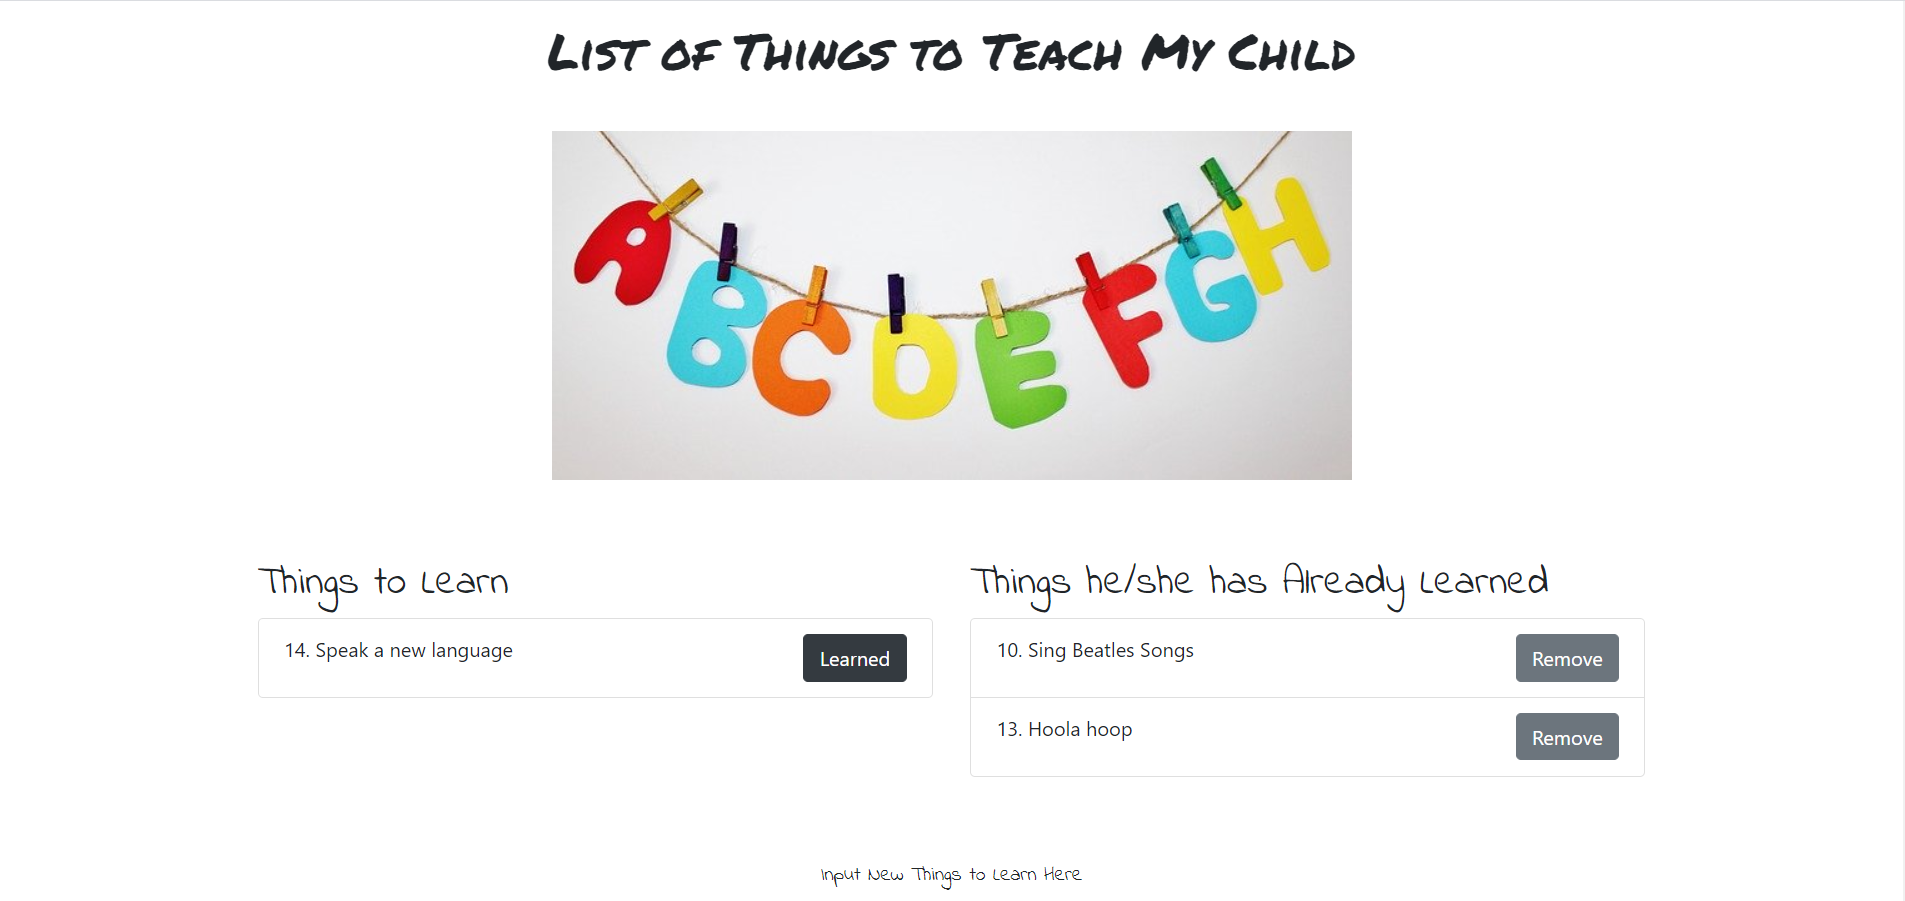 List of Things to Teach My Child
A B C D E F G H
Things to Learn
14. Speak a new language
Learned
Things he/she has Already Learned
10. Sing Beatles Songs
Remove
13. Hoola hoop
Remove
Input New Things to Learn Here